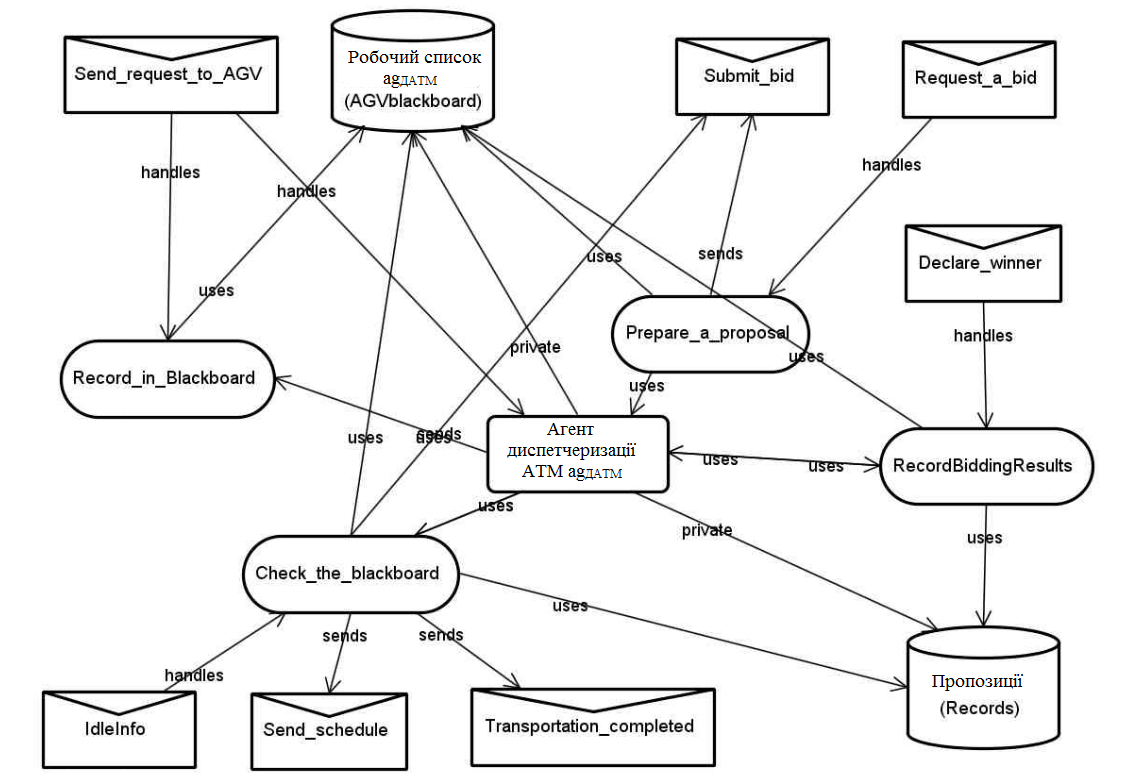 Send_request_to_AGV
Робочий список
agДАТМ
(AGVblackboard)
Submit_bid
Request_a_bid
handles
handles
handles
Declare_winner
uses
sends
uses
handles
Prepare_a_proposal
private
uses
uses
Record_in_Blackboard
Агент
диспетчеризації
АТМ agДАТМ
uses
uses
sends
uses
uses
RecordBiddingResults
uses
private
uses
Check_the_blackboard
uses
sends
sends
handles
IdleInfo
Send_schedule
Transportation_completed
Пропозиції
(Records)